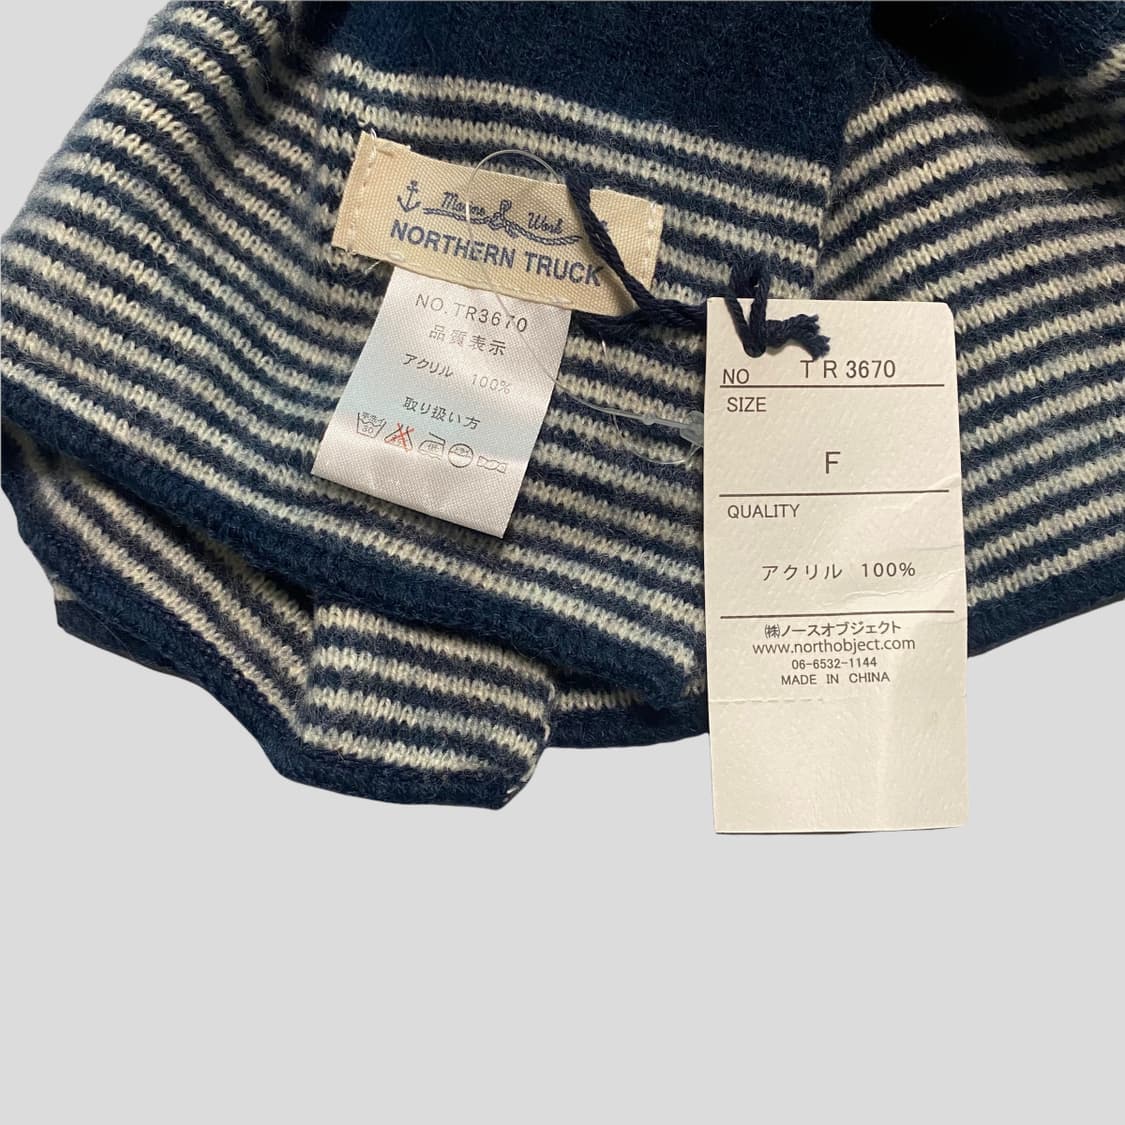 Marine & Work
NORTHERN TRUCK
NO.TR3670
品質表示
アクリル 100%
取り扱い方
NO TR3670
SIZE
F
QUALITY
アクリル 100%
㈱ノースオブジェクト
www.northobject.com
06-6532-1144
MADE IN CHINA